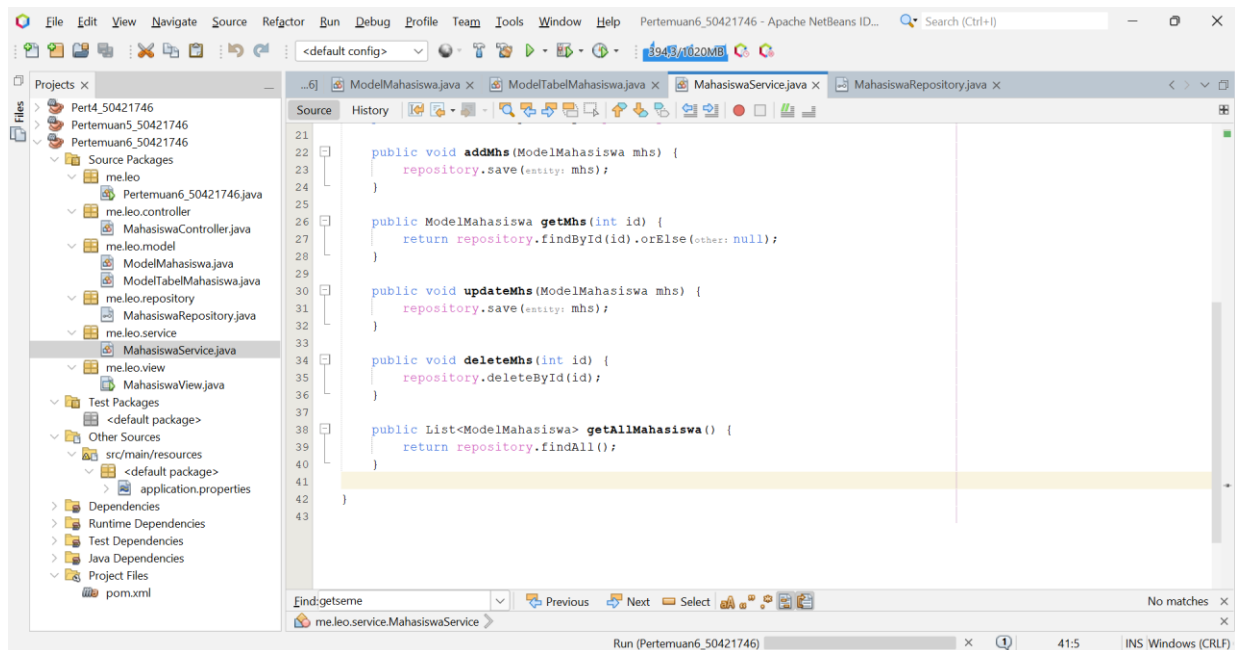 File Edit View Navigate Source Refactor Run Debug Profile Team Tools Window Help Pertemuan6_50421746 - Apache NetBeans ID... Search (Ctrl+I)
<default config> 394,3/1020MB
Projects
...6] ModelMahasiswa.java ModelTabelMahasiswa.java MahasiswaService.java MahasiswaRepository.java
Files
Source History
Pert4_50421746
Pertemuan5_50421746
Pertemuan6_50421746
Source Packages
me.leo
Pertemuan6_50421746.java
me.leo.controller
MahasiswaController.java
me.leo.model
ModelMahasiswa.java
ModelTabelMahasiswa.java
me.leo.repository
MahasiswaRepository.java
me.leo.service
MahasiswaService.java
me.leo.view
MahasiswaView.java
Test Packages
<default package>
Other Sources
src/main/resources
<default package>
application.properties
Dependencies
Runtime Dependencies
Test Dependencies
Java Dependencies
Project Files
pom.xml
21
22 public void addMhs(ModelMahasiswa mhs) {
23 repository.save(entity: mhs);
24 }
25
26 public ModelMahasiswa getMhs(int id) {
27 return repository.findById(id).orElse(other: null);
28 }
29
30 public void updateMhs(ModelMahasiswa mhs) {
31 repository.save(entity: mhs);
32 }
33
34 public void deleteMhs(int id) {
35 repository.deleteById(id);
36 }
37
38 public List<ModelMahasiswa> getAllMahasiswa() {
39 return repository.findAll();
40 }
41
42 }
43
Find: getseme Previous Next Select No matches
me.leo.service.MahasiswaService
Run (Pertemuan6_50421746) 1 41:5 INS Windows (CRLF)